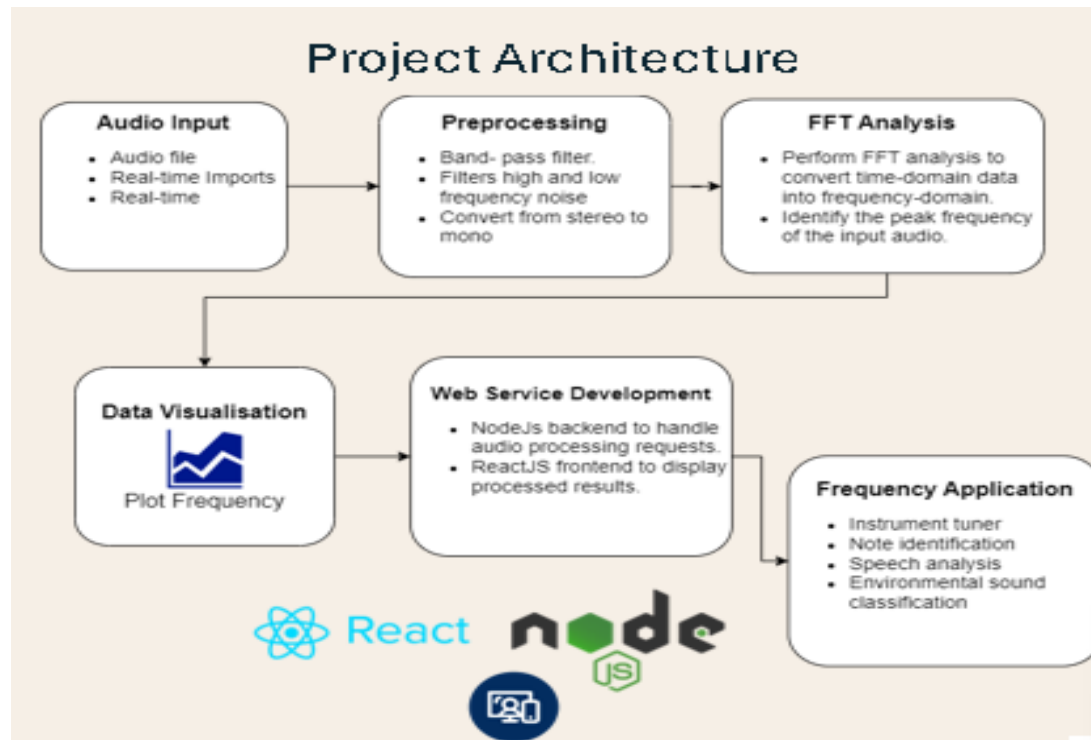 Project Architecture
Audio Input
• Audio file
• Real-time Imports
• Real-time
Preprocessing
• Band- pass filter.
• Filters high and low
frequency noise
• Convert from stereo to
mono
FFT Analysis
• Perform FFT analysis to
convert time-domain data
into frequency-domain.
• Identify the peak frequency
of the input audio.
Data Visualisation
Plot Frequency
Web Service Development
• NodeJs backend to handle
audio processing requests.
• ReactJS frontend to display
processed results.
Frequency Application
• Instrument tuner
• Note identification
• Speech analysis
• Environmental sound
classification
React
node
JS